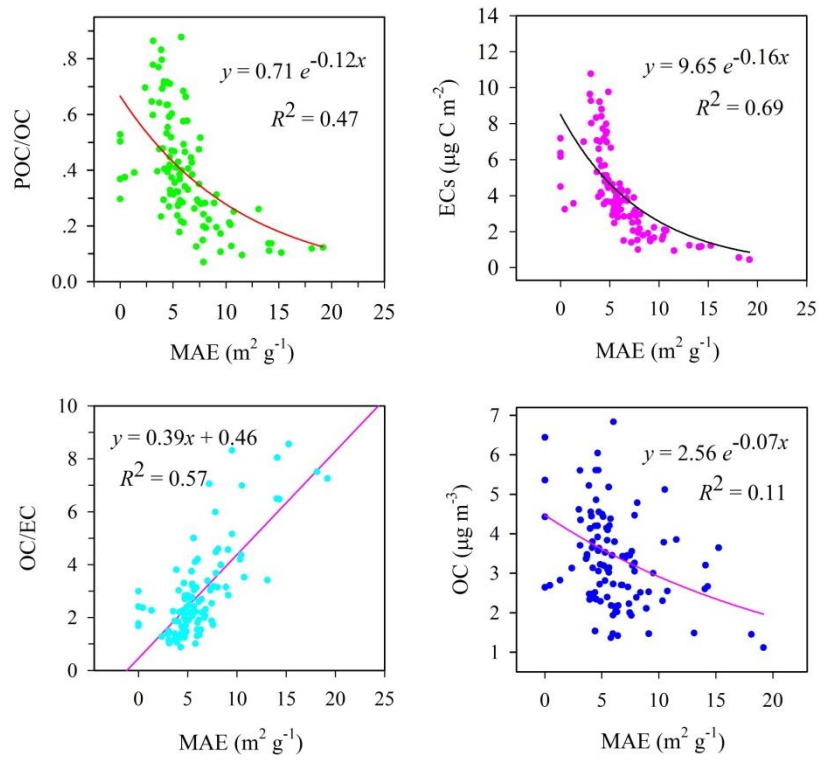 .8
.6
.4
.2
0.0
POC/OC
y = 0.71 e^-0.12x
R² = 0.47
0 5 10 15 20 25
MAE (m² g⁻¹)
14
12
10
8
6
4
2
0
ECs (μg C m⁻²)
y = 9.65 e^-0.16x
R² = 0.69
0 5 10 15 20 25
MAE (m² g⁻¹)
10
8
6
4
2
0
OC/EC
y = 0.39x + 0.46
R² = 0.57
0 5 10 15 20 25
MAE (m² g⁻¹)
7
6
5
4
3
2
1
OC (μg m⁻³)
y = 2.56 e^-0.07x
R² = 0.11
0 5 10 15 20 25
MAE (m² g⁻¹)